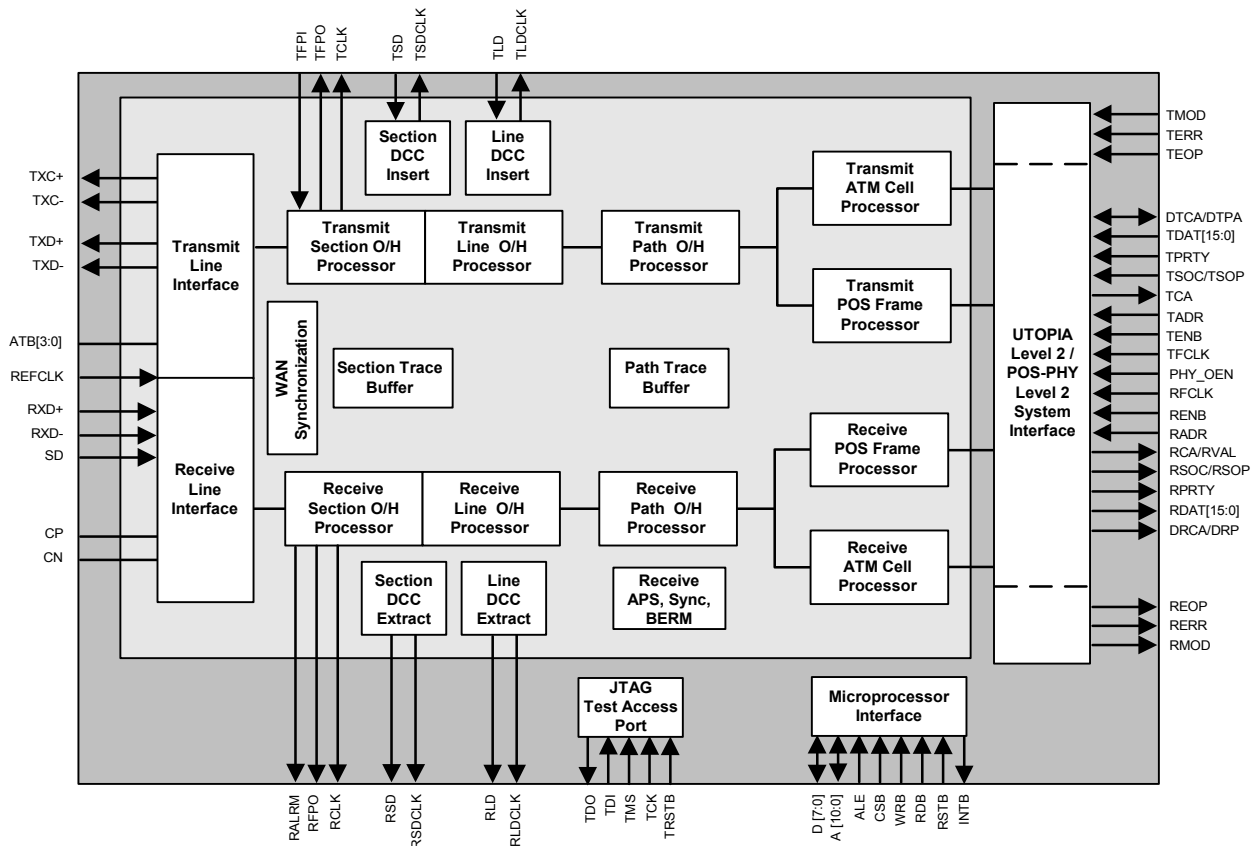 TFPI
TFPO
TCLK
TSD
TSDCLK
TLD
TLDCLK
Section
DCC
Insert
Line
DCC
Insert
TXC+
TXC-
TXD+
TXD-
ATB[3:0]
REFCLK
RXD+
RXD-
SD
CP
CN
Transmit
Line
Interface
Receive
Line
Interface
Transmit
Section O/H
Processor
Transmit
Line O/H
Processor
Transmit
Path O/H
Processor
Transmit
ATM Cell
Processor
Transmit
POS Frame
Processor
WAN
Synchronization
Section Trace
Buffer
Path Trace
Buffer
Receive
Section O/H
Processor
Receive
Line O/H
Processor
Receive
Path O/H
Processor
Receive
POS Frame
Processor
Receive
ATM Cell
Processor
Section
DCC
Extract
Line
DCC
Extract
Receive
APS, Sync,
BERM
UTOPIA
Level 2 /
POS-PHY
Level 2
System
Interface
TMOD
TERR
TEOP
DTCA/DTPA
TDAT[15:0]
TPRTY
TSOC/TSOP
TCA
TADR
TENB
TFCLK
PHY_OEN
RFCLK
RENB
RADR
RCA/RVAL
RSOC/RSOP
RPRTY
RDAT[15:0]
DRCA/DRP
REOP
RERR
RMOD
JTAG
Test Access
Port
Microprocessor
Interface
RALRM
RFPO
RCLK
RSD
RSDCLK
RLD
RLDCLK
TDO
TDI
TMS
TCK
TRSTB
D [7:0]
A [10:0]
ALE
CSB
WRB
RDB
RSTB
INTB